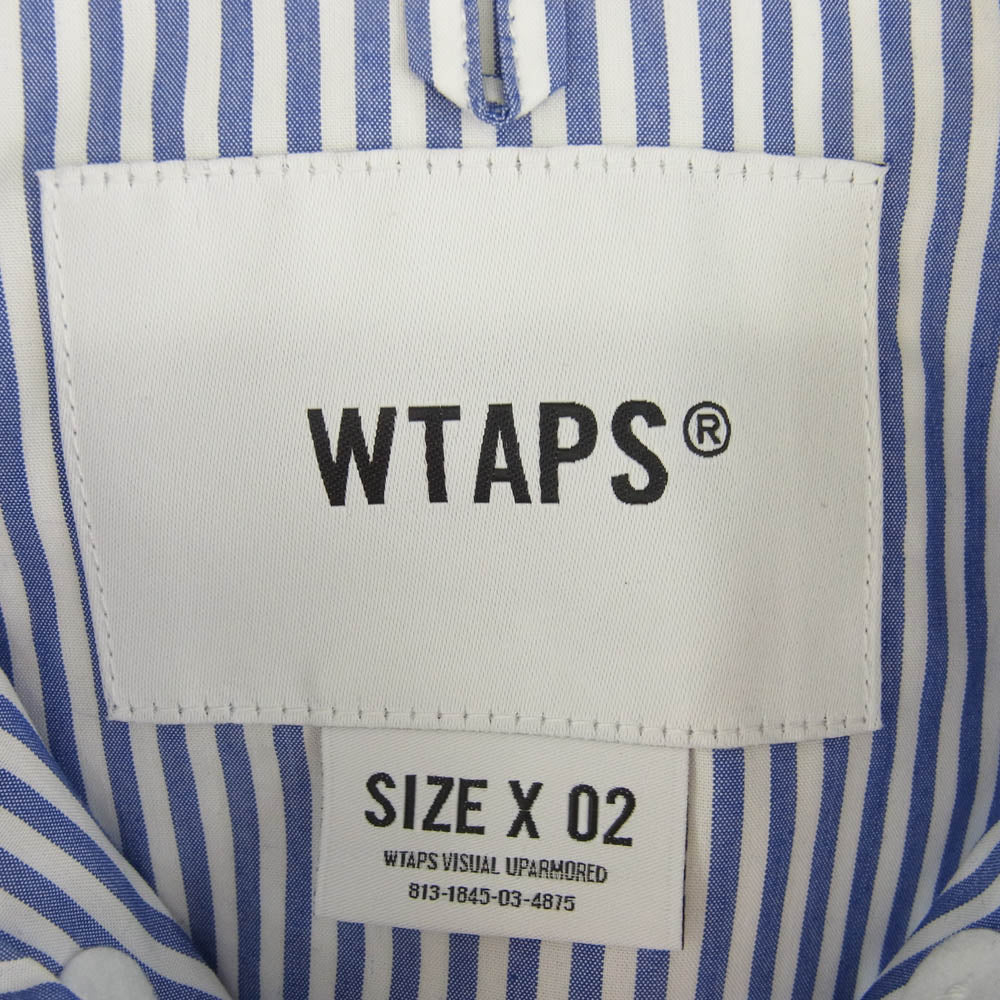 WTAPS®
SIZE X 02
WTAPS VISUAL UPARMORED
813-1845-03-4875